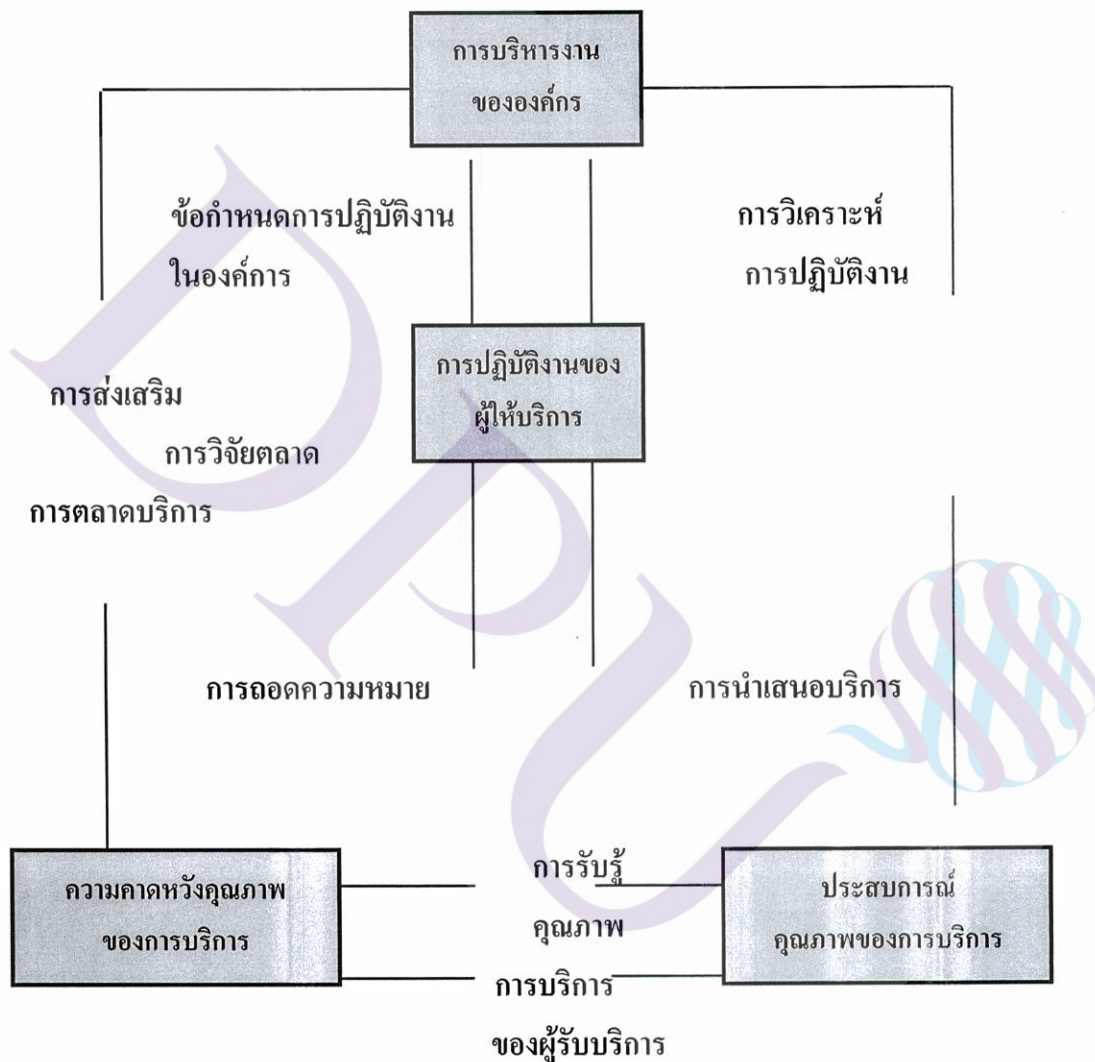 การบริหารงาน
ขององค์กร
ข้อกำหนดการปฏิบัติงาน
ในองค์การ
การวิเคราะห์
การปฏิบัติงาน
การปฏิบัติงานของ
ผู้ให้บริการ
การส่งเสริม
การวิจัยตลาด
การตลาดบริการ
การถอดความหมาย
การนำเสนอบริการ
ความคาดหวังคุณภาพ
ของการบริการ
การรับรู้
คุณภาพ
การบริการ
ของผู้รับบริการ
ประสบการณ์
คุณภาพของการบริการ
DPU